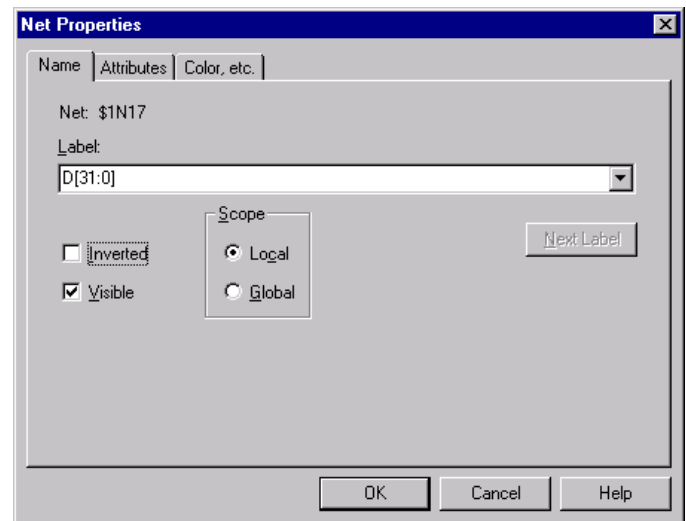 Net Properties
Name Attributes Color, etc.
Net: $1N17
Label:
D[31:0]
Scope
Inverted Local Next Label
Visible Global
OK Cancel Help